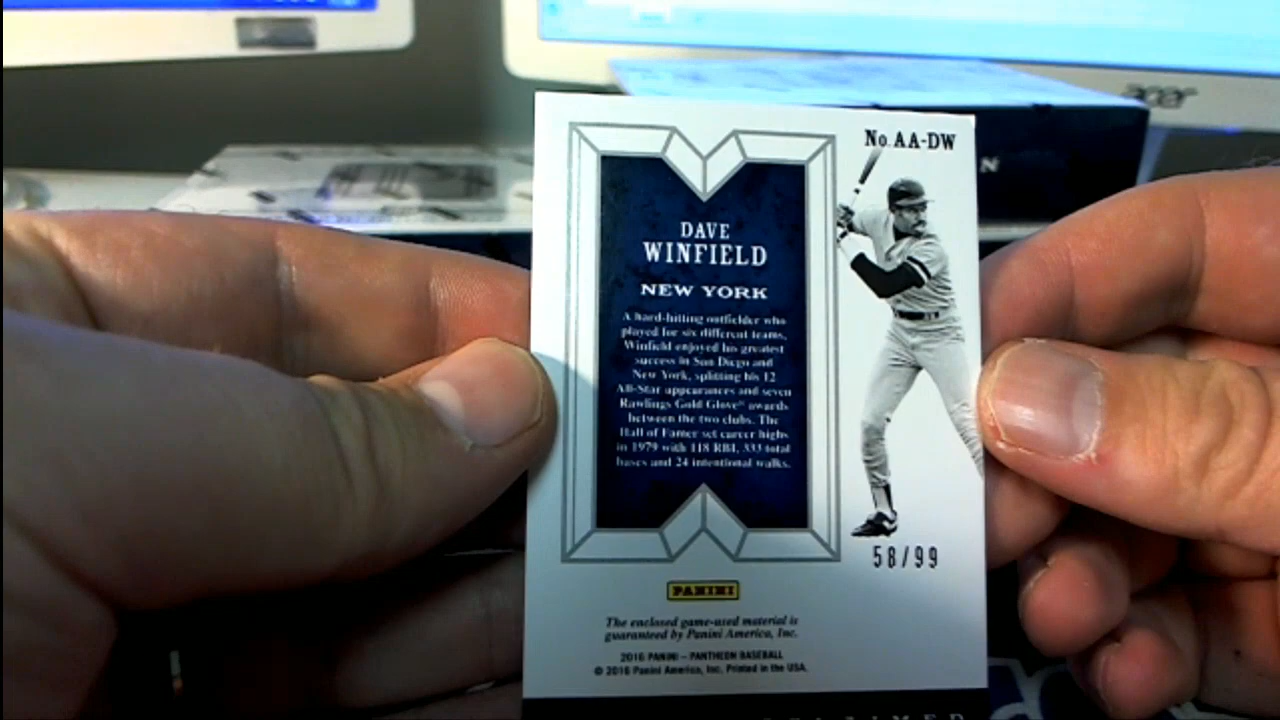 acer
N
No. AA-DW
DAVE
WINFIELD
NEW YORK
A hard-hitting outfielder who
played for six different teams,
Winfield enjoyed his greatest
success in San Diego and
New York, splitting his 12
All-Star appearances and seven
Rawlings Gold Glove® awards
between the two clubs. The
Hall of Famer set career highs
in 1979 with 118 RBI, 333 total
bases and 24 intentional walks.
58/99
PANINI
The enclosed game-used material is
guaranteed by Panini America, Inc.
2016 PANINI – PANTHEON BASEBALL
© 2016 Panini America, Inc. Printed in the USA.